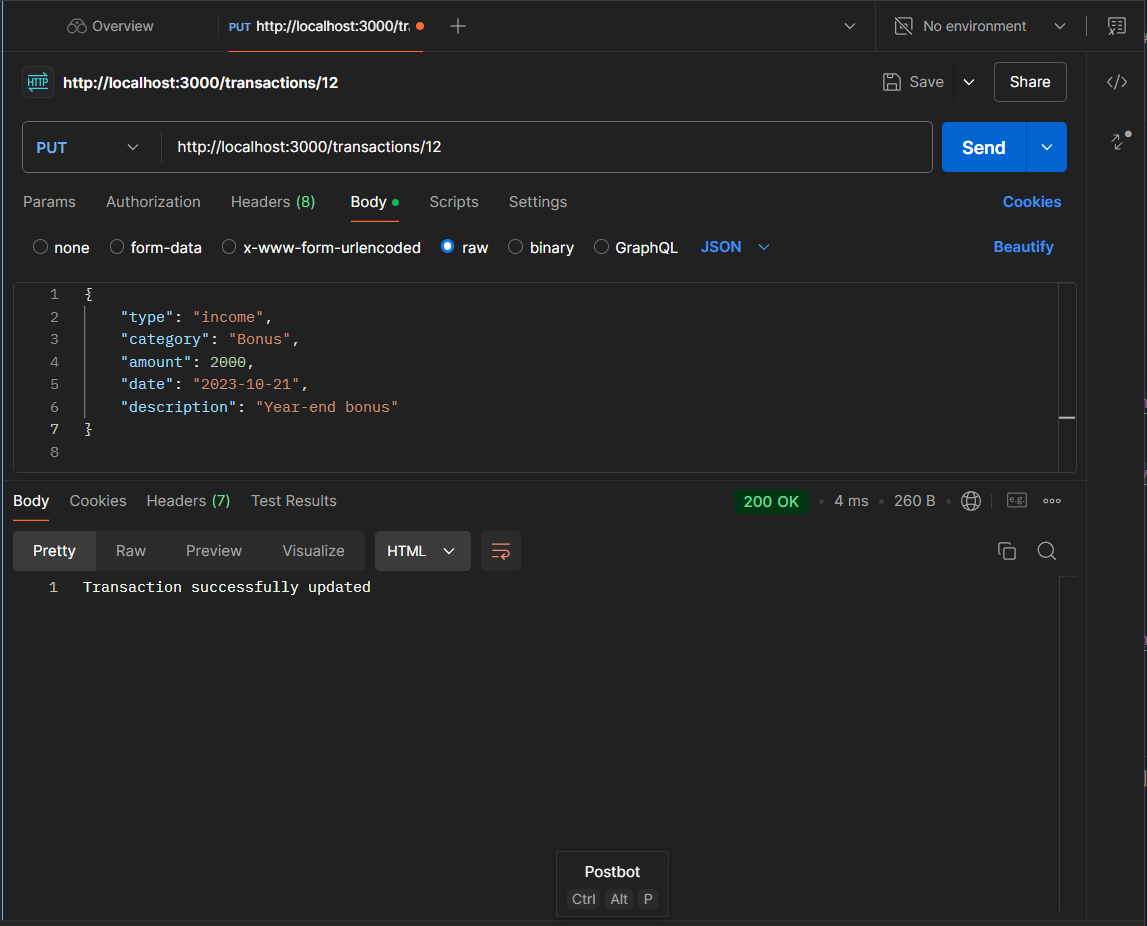 Overview PUT http://localhost:3000/tr. No environment
HTTP http://localhost:3000/transactions/12 Save Share
PUT http://localhost:3000/transactions/12 Send
Params Authorization Headers (8) Body Scripts Settings Cookies
none form-data x-www-form-urlencoded raw binary GraphQL JSON Beautify
1 {
2 "type": "income",
3 "category": "Bonus",
4 "amount": 2000,
5 "date": "2023-10-21",
6 "description": "Year-end bonus"
7 }
8
Body Cookies Headers (7) Test Results 200 OK • 4 ms • 260 B • e.g.
Pretty Raw Preview Visualize HTML
1 Transaction successfully updated
Postbot
Ctrl Alt P